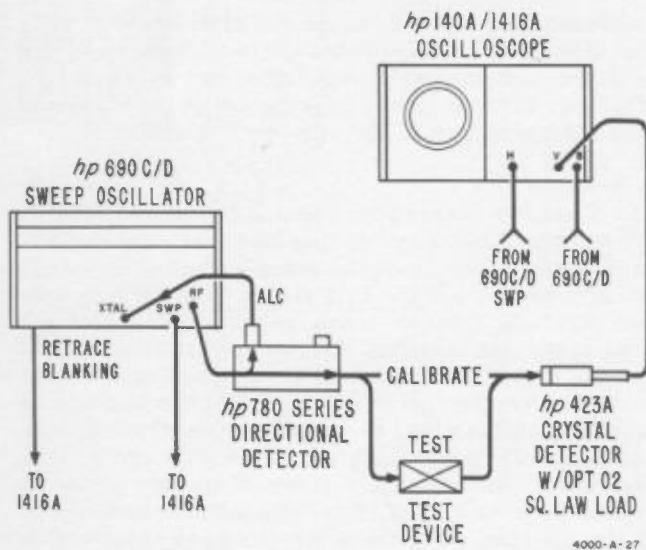 hp 140A/1416A
OSCILLOSCOPE
H
V
B
FROM
690C/D
SWP
FROM
690C/D
hp 690 C/D
SWEEP OSCILLATOR
XTAL
SWP
RF
ALC
RETRACE
BLANKING
TO
1416A
TO
1416A
hp 780 SERIES
DIRECTIONAL
DETECTOR
CALIBRATE
TEST
TEST
DEVICE
hp 423A
CRYSTAL
DETECTOR
W/OPT 02
SQ. LAW LOAD
4000-A-27